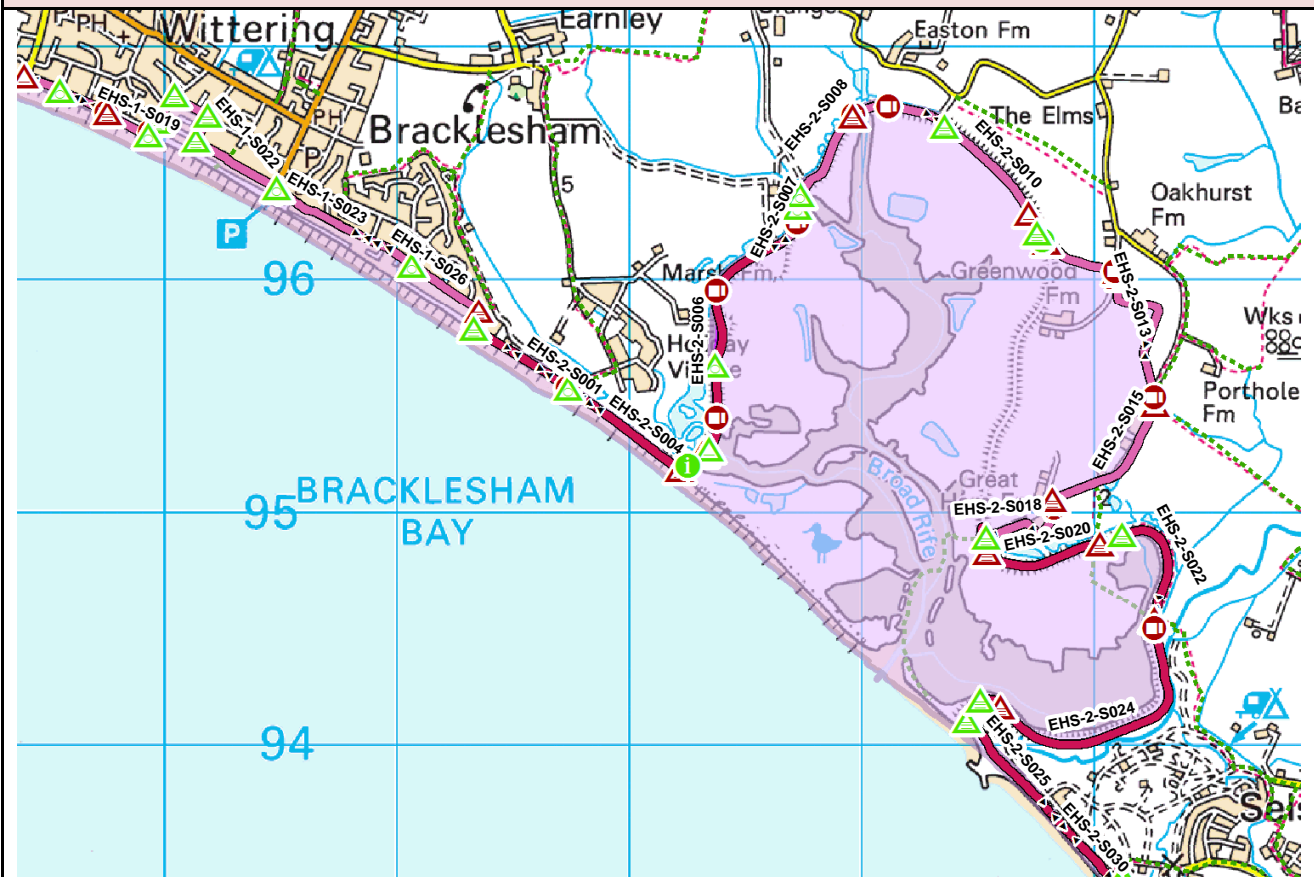 PH
Wittering
Earnley
Easton Fm
EHS-1-S019
EHS-1-S022
PH
P
Bracklesham
EHS-2-S008
The Elms
EHS-2-S010
5
EHS-1-S023
P
EHS-1-S026
EHS-2-S007
Oakhurst
Fm
96
Marsh Fm
Greenwood
Fm
EHS-2-S013
EHS-2-S006
Wks
EHS-2-S001
EHS-2-S004
Porthole
Fm
EHS-2-S015
i
BRACKLESHAM
BAY
95
Broad Rife
Great
EHS-2-S018
2
EHS-2-S020
EHS-2-S022
94
EHS-2-S024
EHS-2-S025
EHS-2-S030